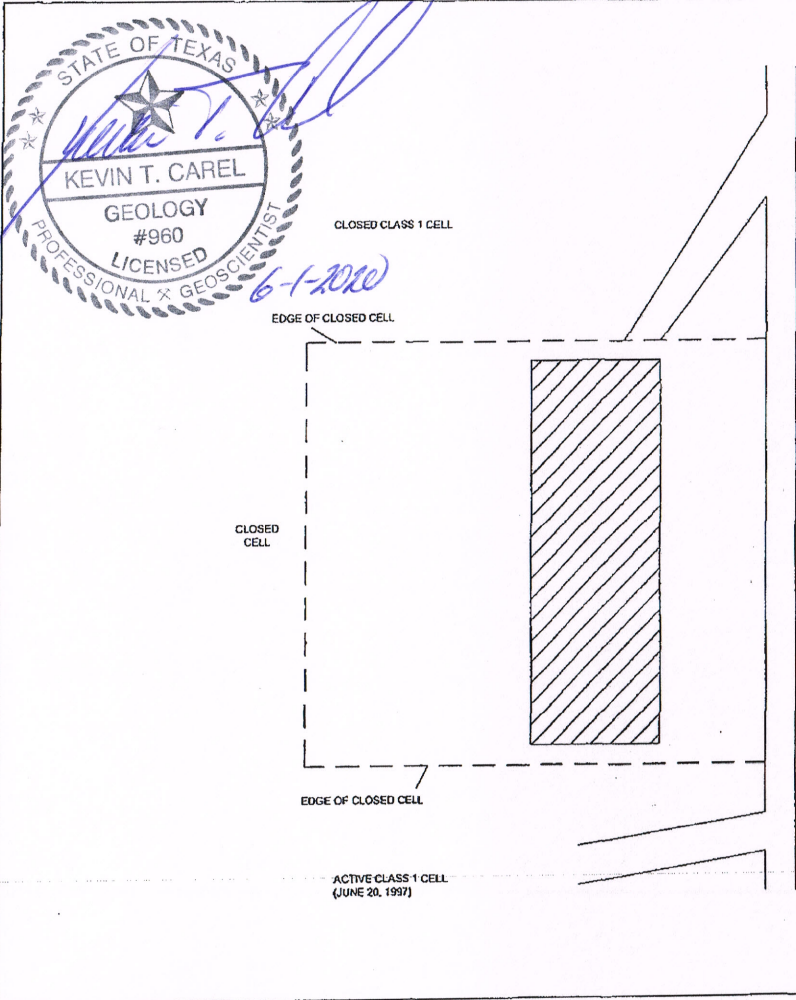 STATE OF TEXAS
KEVIN T. CAREL
GEOLOGY
#960
LICENSED
PROFESSIONAL GEOSCIENTIST
6-1-2020
CLOSED CLASS 1 CELL
EDGE OF CLOSED CELL
CLOSED
CELL
EDGE OF CLOSED CELL
ACTIVE CLASS 1 CELL
(JUNE 20, 1997)